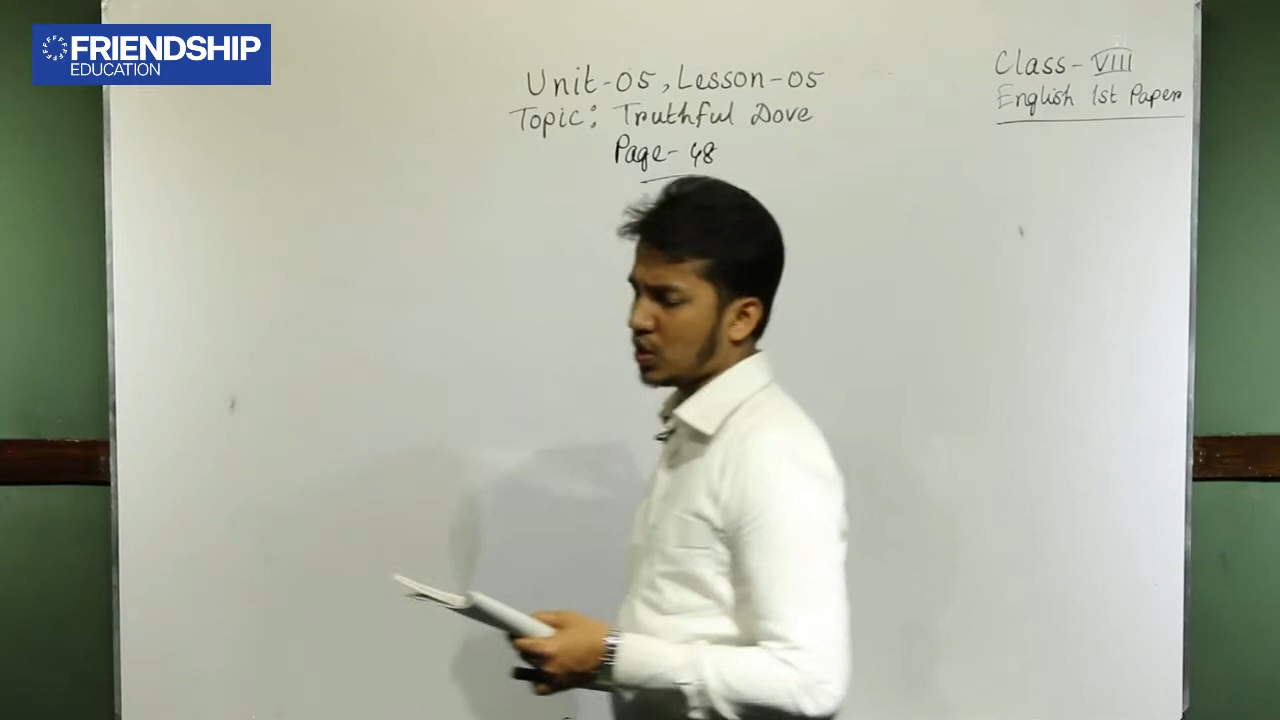 FRIENDSHIP
EDUCATION
Unit-05, Lesson-05
Topic: Truthful Dove
Page-48
Class-VIII
English 1st Paper